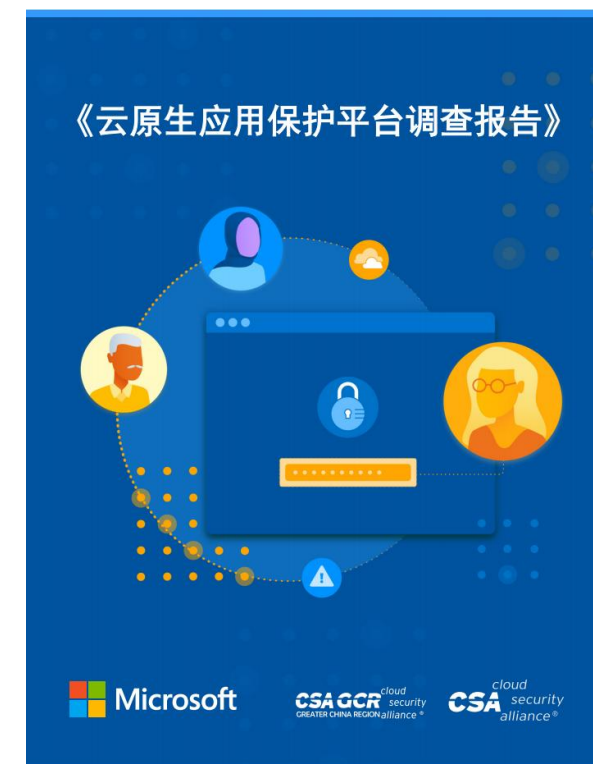 《云原生应用保护平台调查报告》
Microsoft
CSA GCR cloud security alliance®
GREATER CHINA REGION
CSA cloud security alliance®